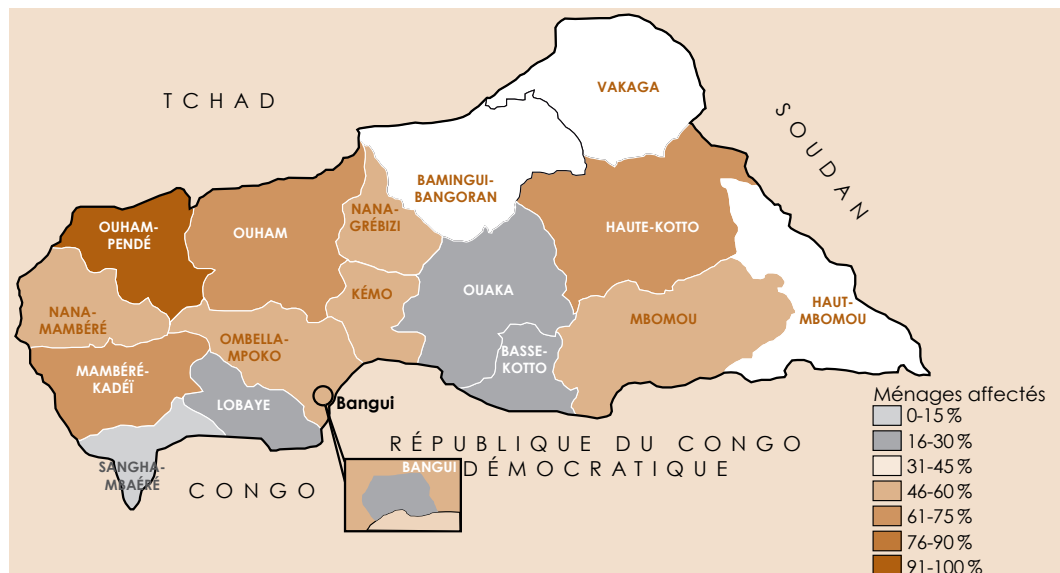 TCHAD
VAKAGA
SOUDAN
BAMINGUI-
BANGORAN
NANA-
GRÉBIZI
OUHAM-
PENDÉ
OUHAM
HAUTE-KOTTO
KÉMO
OUAKA
NANA-
MAMBÉRÉ
OMBELLA-
MPOKO
MBOMOU
HAUT-
MBOMOU
BASSE-
KOTTO
MAMBÉRÉ-
KADÉÏ
LOBAYE
Bangui
SANGHA-
MBAÉRÉ
CONGO
RÉPUBLIQUE DU CONGO
DÉMOCRATIQUE
BANGUI
Ménages affectés
0-15 %
16-30 %
31-45 %
46-60 %
61-75 %
76-90 %
91-100 %